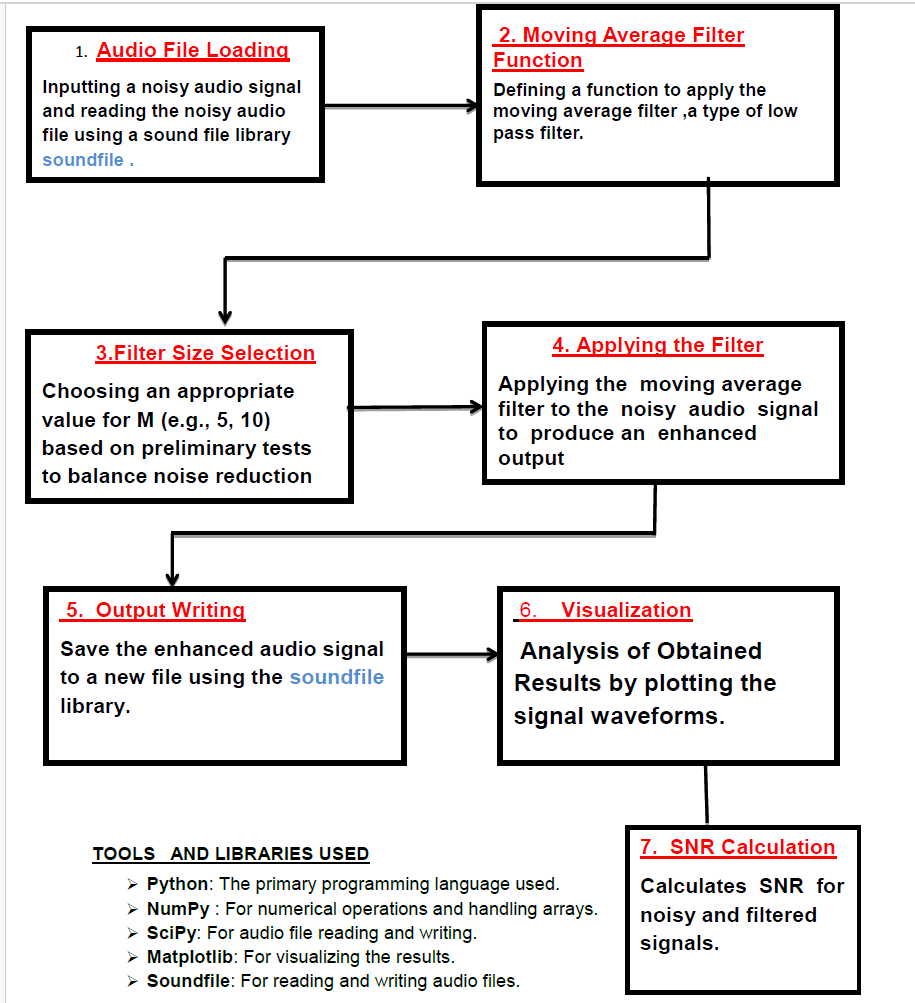 1. Audio File Loading
Inputting a noisy audio signal
and reading the noisy audio
file using a sound file library
soundfile .
2. Moving Average Filter
Function
Defining a function to apply the
moving average filter ,a type of low
pass filter.
3.Filter Size Selection
Choosing an appropriate
value for M (e.g., 5, 10)
based on preliminary tests
to balance noise reduction
4. Applying the Filter
Applying the moving average
filter to the noisy audio signal
to produce an enhanced
output
5. Output Writing
Save the enhanced audio signal
to a new file using the soundfile
library.
6. Visualization
Analysis of Obtained
Results by plotting the
signal waveforms.
7. SNR Calculation
Calculates SNR for
noisy and filtered
signals.
TOOLS AND LIBRARIES USED
➢ Python: The primary programming language used.
➢ NumPy : For numerical operations and handling arrays.
➢ SciPy: For audio file reading and writing.
➢ Matplotlib: For visualizing the results.
➢ Soundfile: For reading and writing audio files.